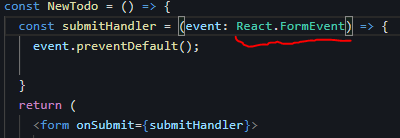 const NewTodo = () => {
const submitHandler = (event: React.FormEvent) => {
event.preventDefault();
}
return (
<form onSubmit={submitHandler}>